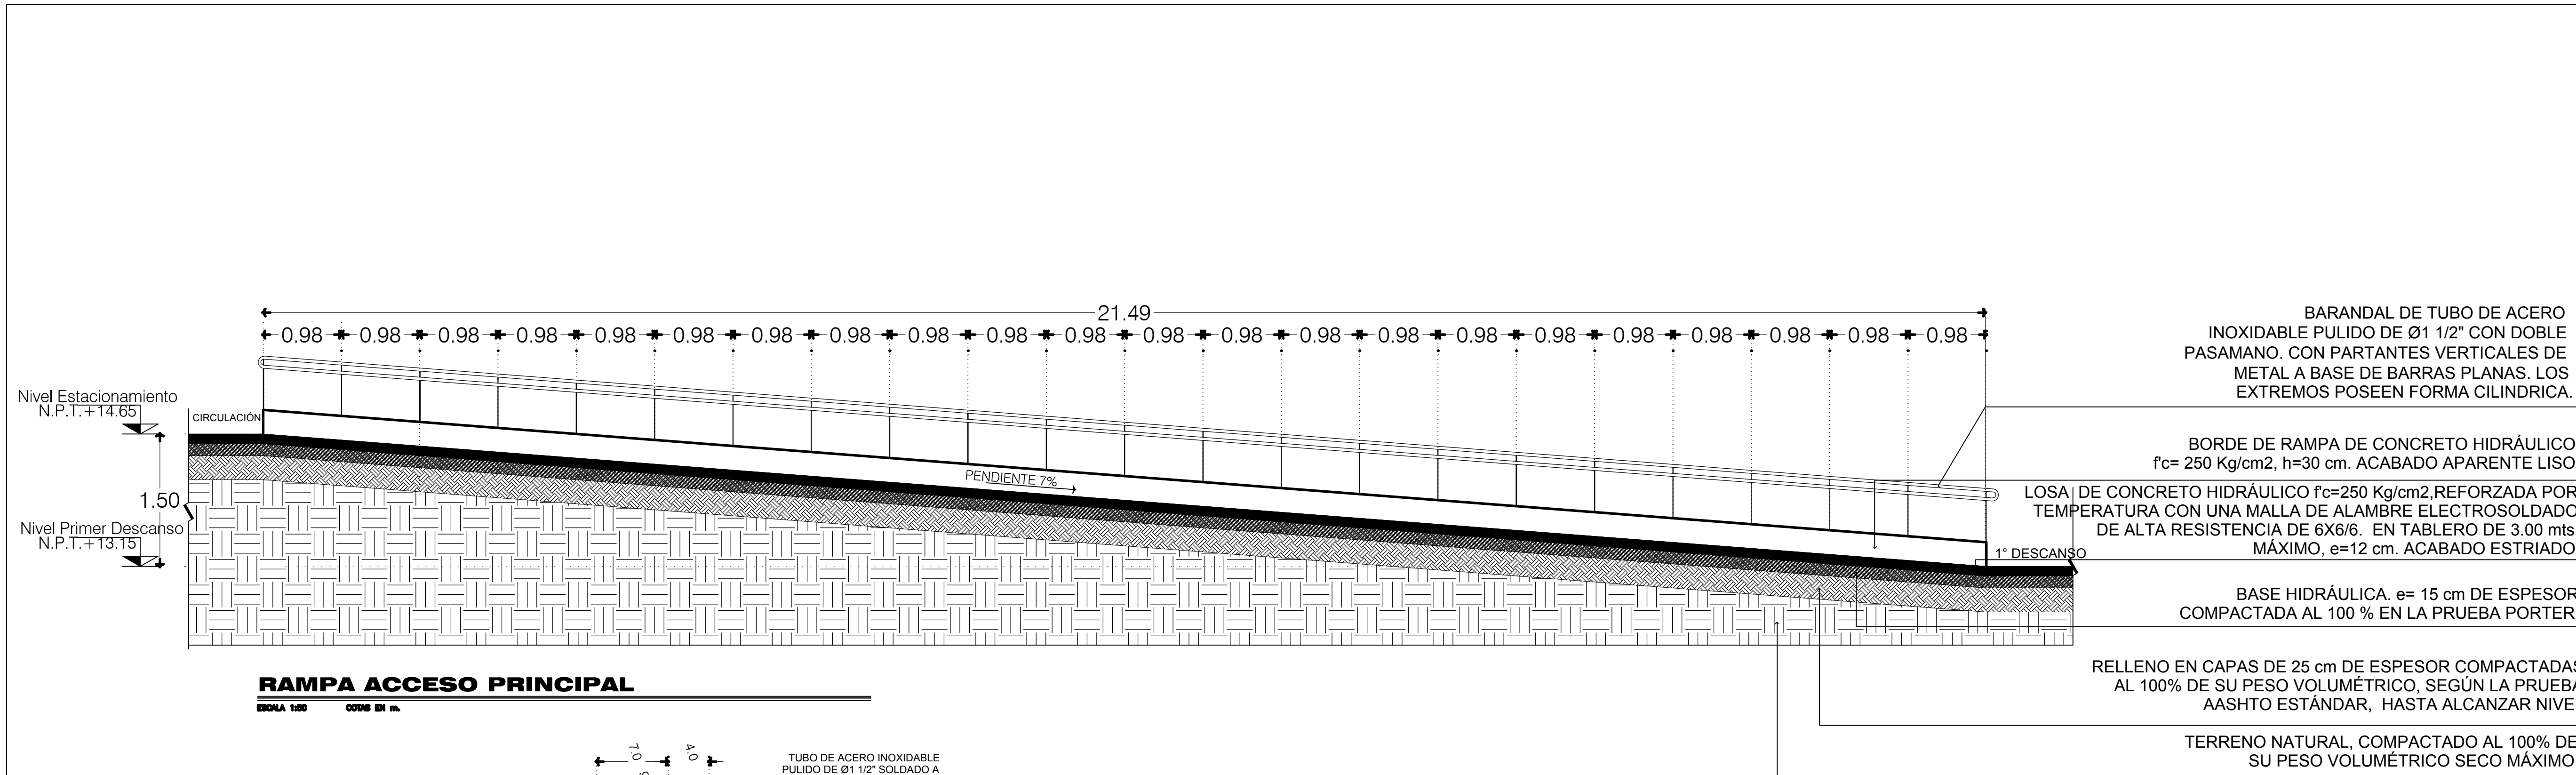 21.49
0.98 0.98 0.98 0.98 0.98 0.98 0.98 0.98 0.98 0.98 0.98 0.98 0.98 0.98 0.98 0.98 0.98 0.98 0.98 0.98 0.98 0.98
Nivel Estacionamiento
N.P.T.+14.65
CIRCULACIÓN
1.50
Nivel Primer Descanso
N.P.T.+13.15
PENDIENTE 7%
1° DESCANSO
BARANDAL DE TUBO DE ACERO
INOXIDABLE PULIDO DE Ø1 1/2" CON DOBLE
PASAMANO. CON PARTANTES VERTICALES DE
METAL A BASE DE BARRAS PLANAS. LOS
EXTREMOS POSEEN FORMA CILINDRICA.
BORDE DE RAMPA DE CONCRETO HIDRÁULICO
f'c= 250 Kg/cm2, h=30 cm. ACABADO APARENTE LISO
LOSA DE CONCRETO HIDRÁULICO f'c=250 Kg/cm2,REFORZADA POR
TEMPERATURA CON UNA MALLA DE ALAMBRE ELECTROSOLDADO
DE ALTA RESISTENCIA DE 6X6/6. EN TABLERO DE 3.00 mts
MÁXIMO, e=12 cm. ACABADO ESTRIADO
BASE HIDRÁULICA. e= 15 cm DE ESPESOR
COMPACTADA AL 100 % EN LA PRUEBA PORTER
RELLENO EN CAPAS DE 25 cm DE ESPESOR COMPACTADAS
AL 100% DE SU PESO VOLUMÉTRICO, SEGÚN LA PRUEBA
AASHTO ESTÁNDAR, HASTA ALCANZAR NIVE
TERRENO NATURAL, COMPACTADO AL 100% DE
SU PESO VOLUMÉTRICO SECO MÁXIMO
RAMPA ACCESO PRINCIPAL
ESCALA COTAS EN m.
7.0 4.0
TUBO DE ACERO INOXIDABLE
PULIDO DE Ø1 1/2" SOLDADO A